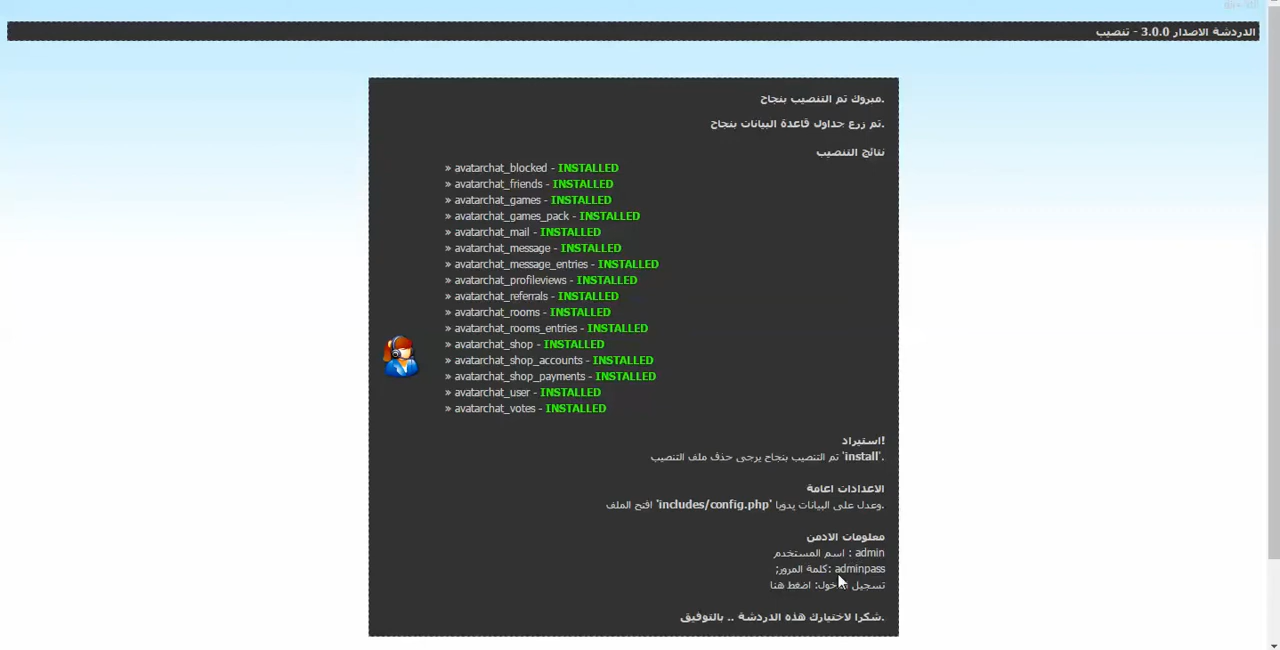 الدردشة الاصدار 3.0.0 - تنصيب
مبروك تم التنصيب بنجاح.
تم زرع جداول قاعدة البيانات بنجاح.
نتائج التنصيب
» avatarchat_blocked - INSTALLED
» avatarchat_friends - INSTALLED
» avatarchat_games - INSTALLED
» avatarchat_games_pack - INSTALLED
» avatarchat_mail - INSTALLED
» avatarchat_message - INSTALLED
» avatarchat_message_entries - INSTALLED
» avatarchat_profileviews - INSTALLED
» avatarchat_referrals - INSTALLED
» avatarchat_rooms - INSTALLED
» avatarchat_rooms_entries - INSTALLED
» avatarchat_shop - INSTALLED
» avatarchat_shop_accounts - INSTALLED
» avatarchat_shop_payments - INSTALLED
» avatarchat_user - INSTALLED
» avatarchat_votes - INSTALLED
استيراد!
تم التنصيب بنجاح يرجى حذف ملف التنصيب 'install'.
الاعدادات اعامة
افتح الملف 'includes/config.php' وعدل على البيانات يدويا.
معلومات الادمن
اسم المستخدم : admin
كلمة المرور: adminpass;
تسجيل الدخول: اضغط هنا
شكرا لاختيارك هذه الدردشة .. بالتوفيق.